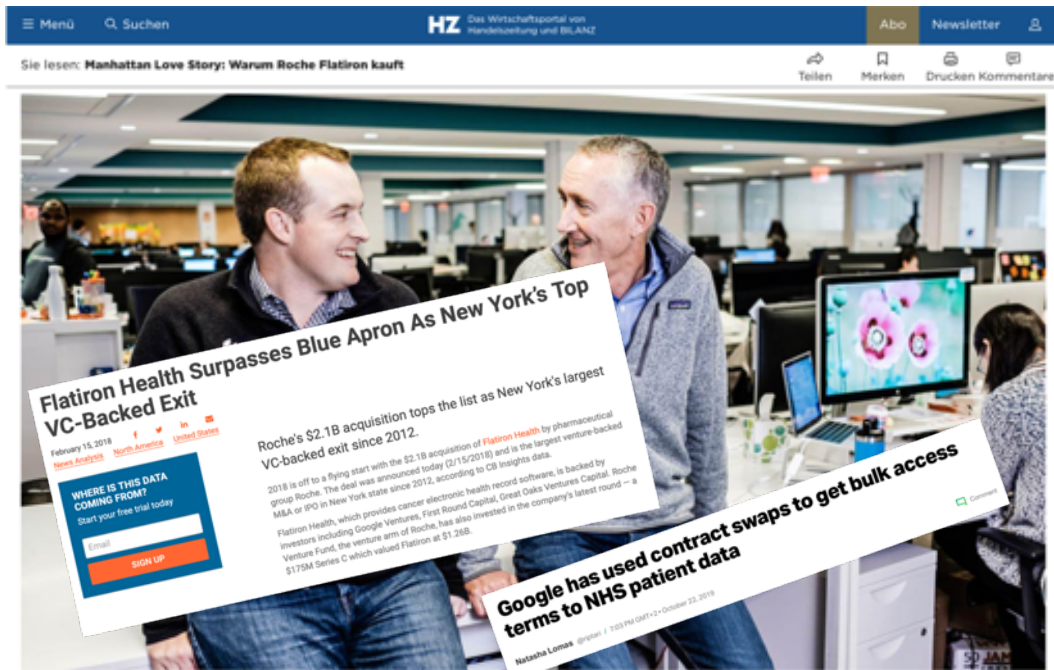 Menü
Suchen
HZ
Das Wirtschaftsportal von
Handelszeitung und BILANZ
Abo
Newsletter
Sie lesen: Manhattan Love Story: Warum Roche Flatiron kauft
Teilen
Merken
Drucken
Kommentare
Flatiron Health Surpasses Blue Apron As New York's Top
VC-Backed Exit
February 15, 2018
News Analysis
North America
United States
WHERE IS THIS DATA
COMING FROM?
Start your free trial today
Email
SIGN UP
Roche's $2.1B acquisition tops the list as New York's largest
VC-backed exit since 2012.
2018 is off to a flying start with the $2.1B acquisition of Flatiron Health by pharmaceutical
group Roche. The deal was announced today (2/15/2018) and is the largest venture-backed
M&A or IPO in New York state since 2012, according to CB Insights data.
Flatiron Health, which provides cancer electronic health record software, is backed by
investors including Google Ventures, First Round Capital, Great Oaks Ventures Capital. Roche
Venture Fund, the venture arm of Roche, has also invested in the company's latest round — a
$175M Series C which valued Flatiron at $1.26B.
Google has used contract swaps to get bulk access
terms to NHS patient data
Comment
Natasha Lomas @riptari / 7:03 PM GMT+2 • October 22, 2019